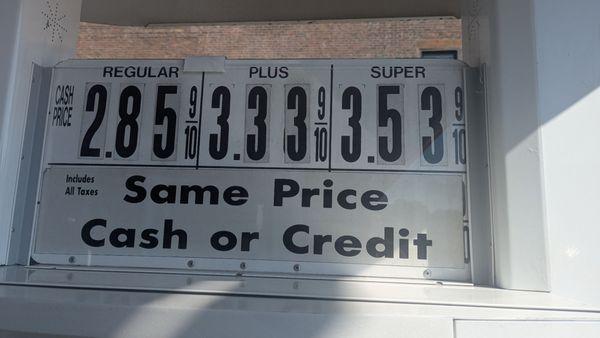 REGULAR PLUS SUPER
CASH PRICE 2.85 9/10 3.33 9/10 3.53 9/10
Includes All Taxes
Same Price
Cash or Credit